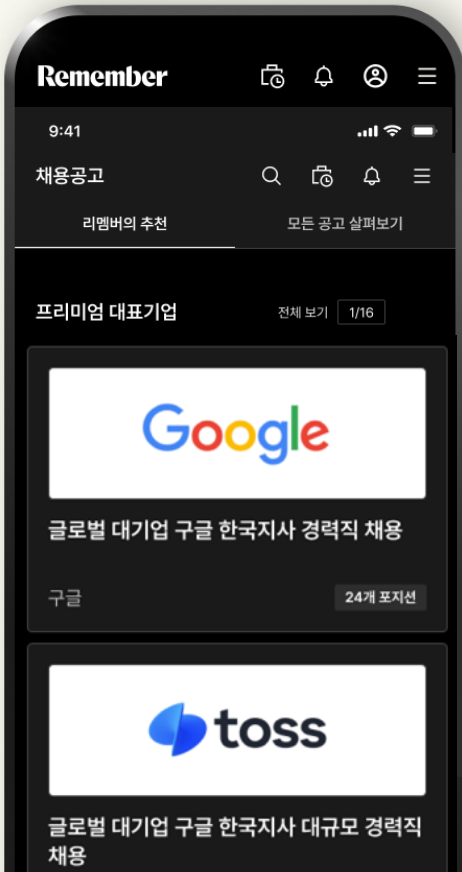 Remember
9:41
채용공고
리멤버의 추천
모든 공고 살펴보기
프리미엄 대표기업
전체 보기
1/16
Google
글로벌 대기업 구글 한국지사 경력직 채용
구글
24개 포지션
toss
글로벌 대기업 구글 한국지사 대규모 경력직
채용